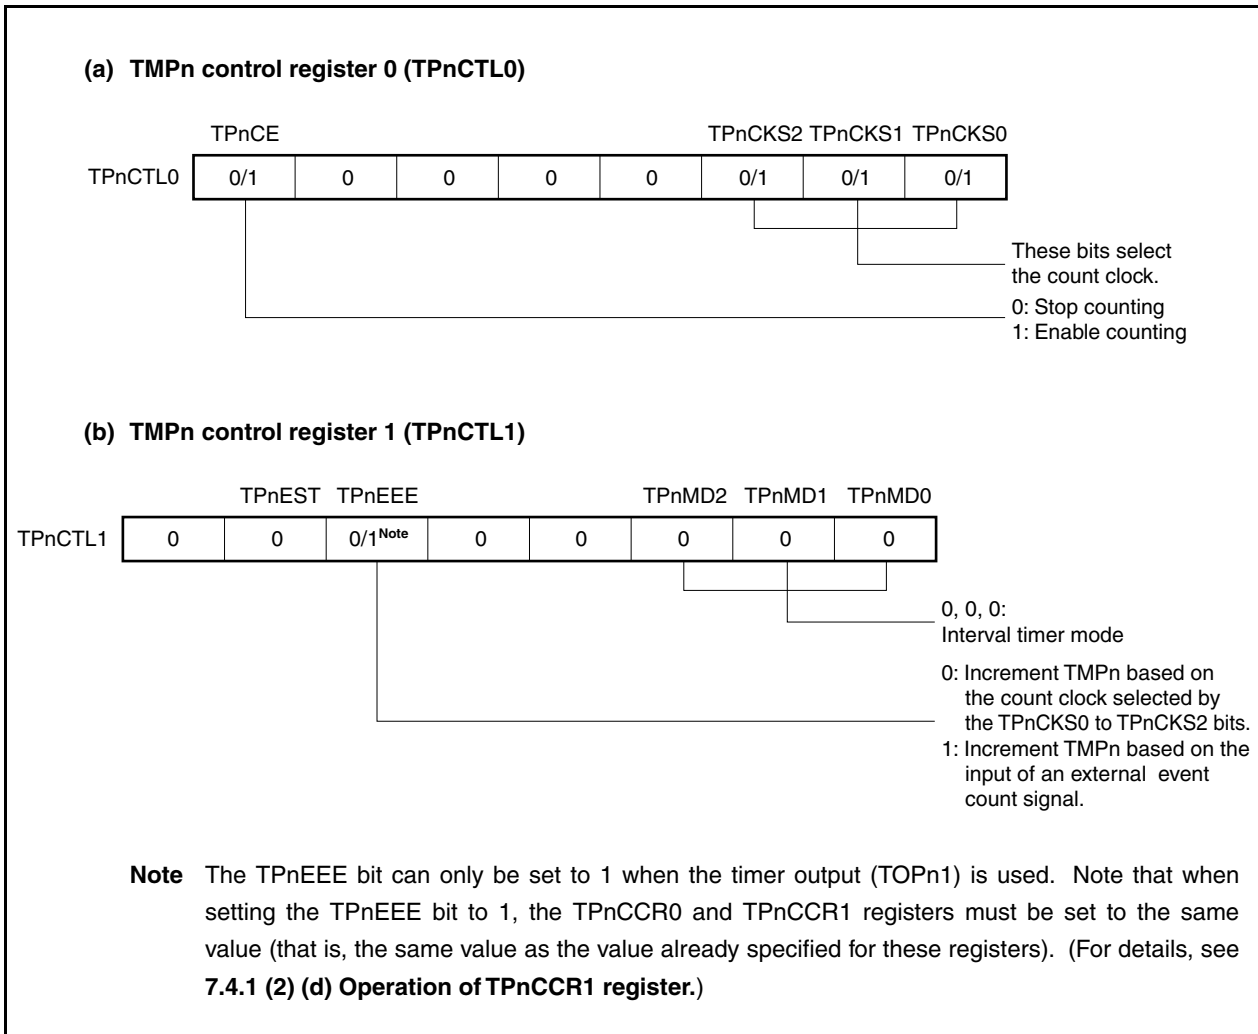 (a) TMPn control register 0 (TPnCTL0)
TPnCE TPnCKS2 TPnCKS1 TPnCKS0
TPnCTL0 0/1 0 0 0 0 0/1 0/1 0/1
These bits select
the count clock.
0: Stop counting
1: Enable counting
(b) TMPn control register 1 (TPnCTL1)
TPnEST TPnEEE TPnMD2 TPnMD1 TPnMD0
TPnCTL1 0 0 0/1Note 0 0 0 0 0
0, 0, 0:
Interval timer mode
0: Increment TMPn based on
the count clock selected by
the TPnCKS0 to TPnCKS2 bits.
1: Increment TMPn based on the
input of an external event
count signal.
Note The TPnEEE bit can only be set to 1 when the timer output (TOPn1) is used. Note that when
setting the TPnEEE bit to 1, the TPnCCR0 and TPnCCR1 registers must be set to the same
value (that is, the same value as the value already specified for these registers). (For details, see
7.4.1 (2) (d) Operation of TPnCCR1 register.)